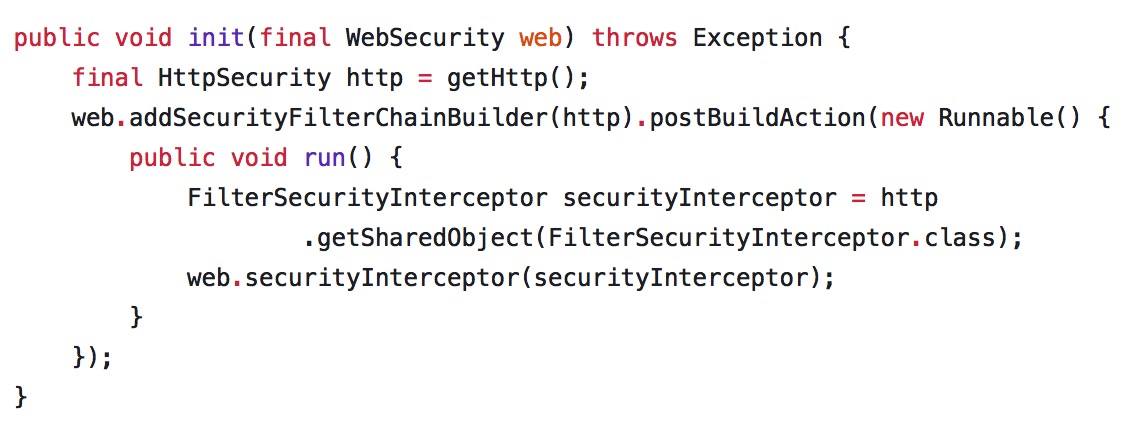 public void init(final WebSecurity web) throws Exception {
    final HttpSecurity http = getHttp();
    web.addSecurityFilterChainBuilder(http).postBuildAction(new Runnable() {
        public void run() {
            FilterSecurityInterceptor securityInterceptor = http
                    .getSharedObject(FilterSecurityInterceptor.class);
            web.securityInterceptor(securityInterceptor);
        }
    });
}